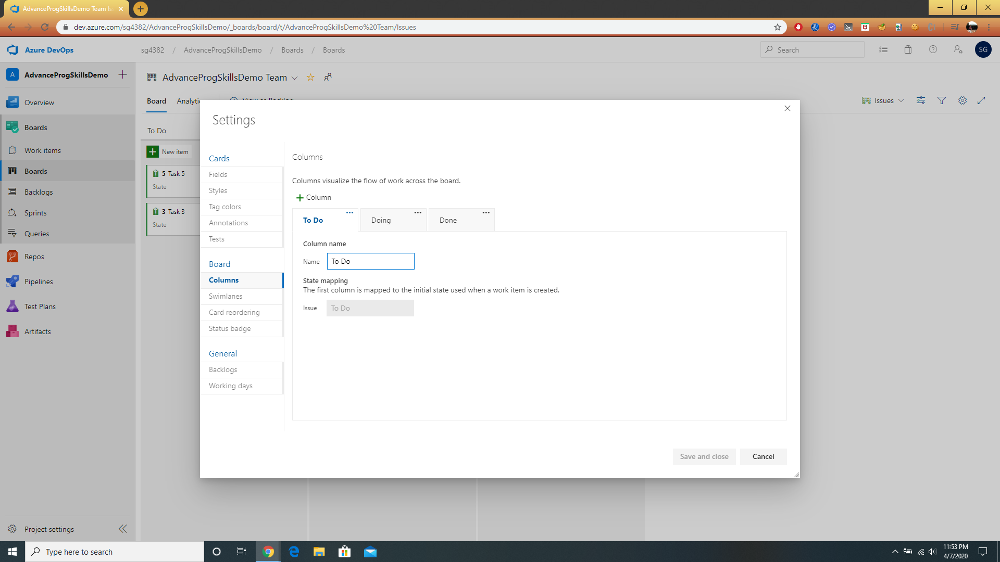 AdvanceProgSkillsDemo Team Is
dev.azure.com/sg4382/AdvanceProgSkillsDemo/_boards/board/t/AdvanceProgSkillsDemo%20Team/Issues
Azure DevOps
sg4382 / AdvanceProgSkillsDemo / Boards / Boards
Search
SG
A AdvanceProgSkillsDemo
AdvanceProgSkillsDemo Team
Overview
Boards
Work items
Boards
Backlogs
Sprints
Queries
Repos
Pipelines
Test Plans
Artifacts
Project settings
Board Analytic View as Backlog
Issues
To Do
New item
5 Task 5
State
3 Task 3
State
Settings
Cards
Fields
Styles
Tag colors
Annotations
Tests
Board
Columns
Swimlanes
Card reordering
Status badge
General
Backlogs
Working days
Columns
Columns visualize the flow of work across the board.
+ Column
To Do ... Doing ... Done ...
Column name
Name To Do
State mapping
The first column is mapped to the initial state used when a work item is created.
Issue To Do
Save and close Cancel
Type here to search
11:53 PM
4/7/2020